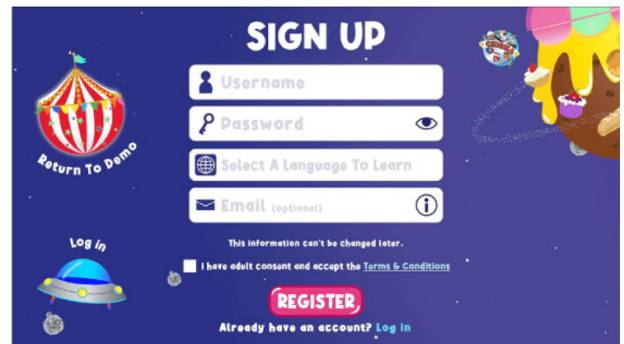 SIGN UP
Username
Password
Return To Demo
Select A Language To Learn
Email (optional)
Log in
This information can't be changed later.
I have adult consent and accept the Terms & Conditions
REGISTER
Already have an account? Log in